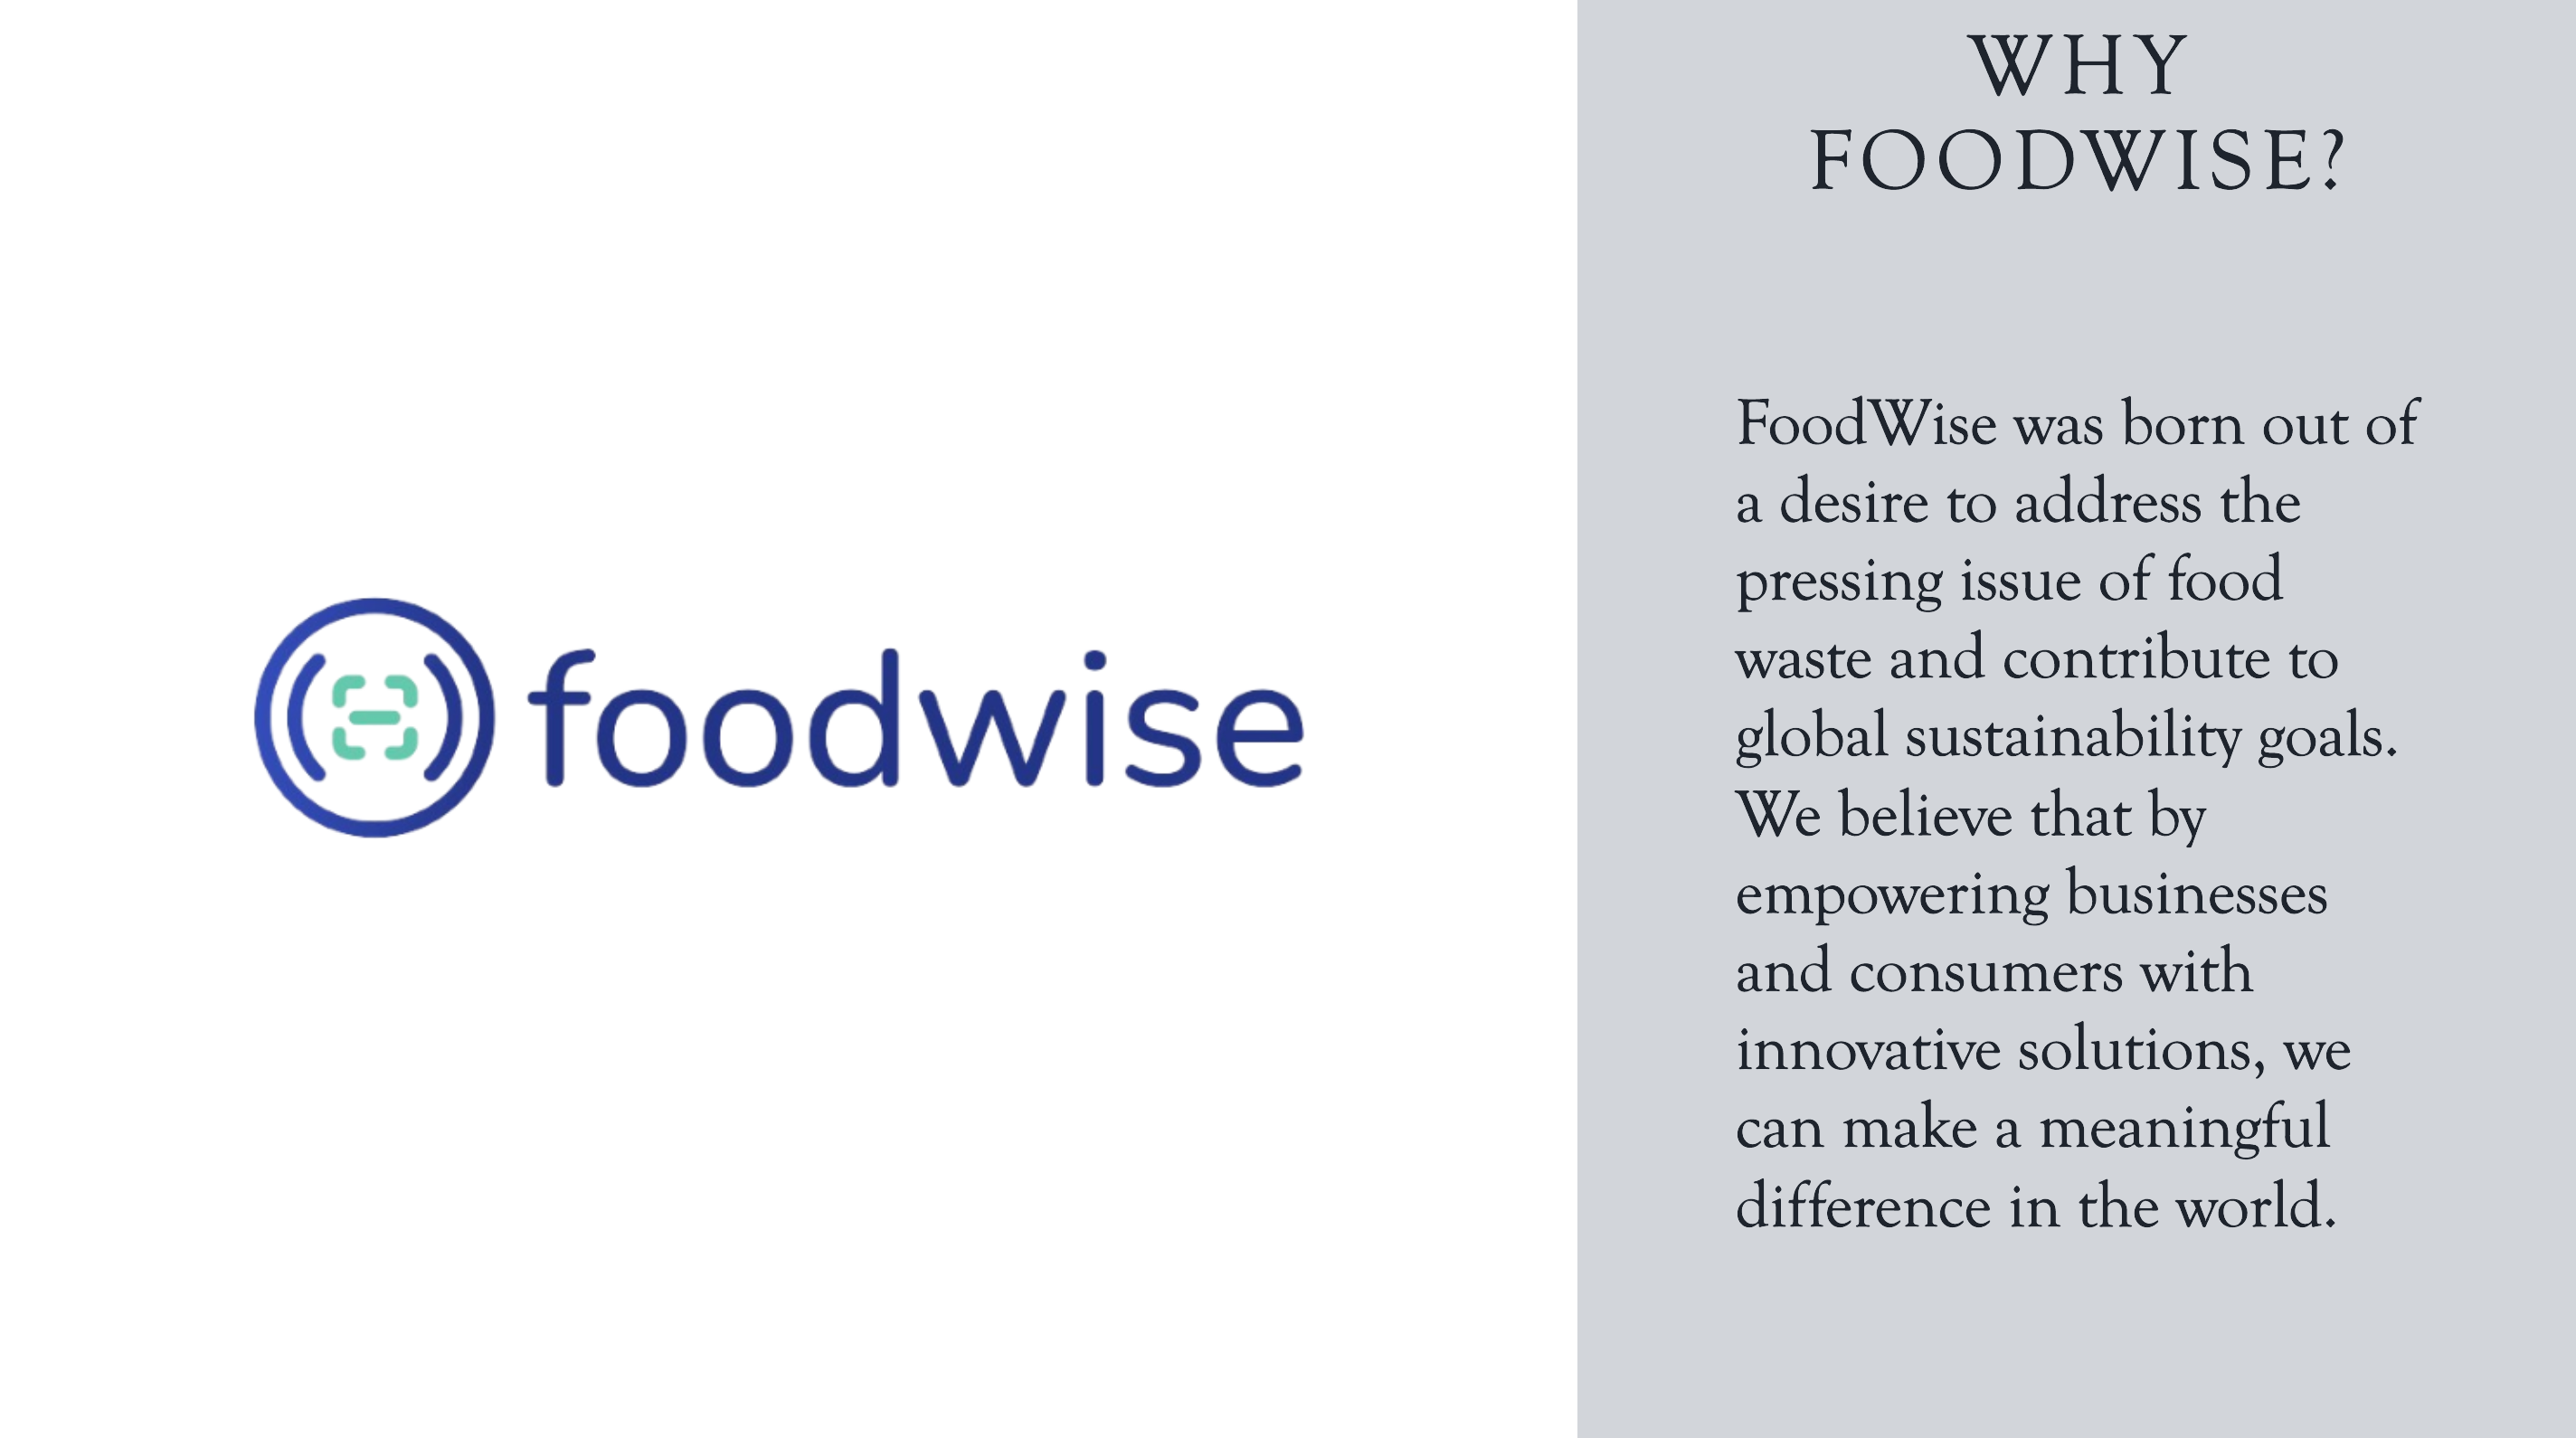 foodwise
WHY
FOODWISE?
FoodWise was born out of
a desire to address the
pressing issue of food
waste and contribute to
global sustainability goals.
We believe that by
empowering businesses
and consumers with
innovative solutions, we
can make a meaningful
difference in the world.